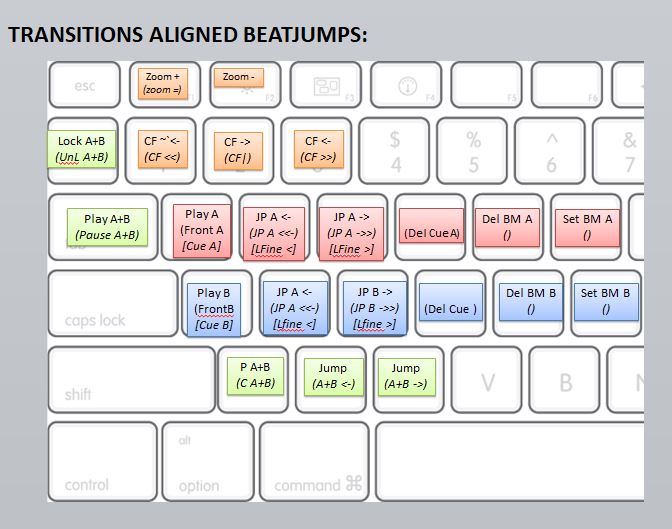 TRANSITIONS ALIGNED BEATJUMPS:
esc
Zoom +
(zoom =)
Zoom -
F2
F3
F4
F5
F6
Lock A+B
(UnL A+B)
CF ~`<-
(CF <<)
CF ->
(CF|)
CF <-
(CF >>)
$
4
%
5
^
6
&
7
Play A+B
(Pause A+B)
Play A
(Front A
[Cue A]
JP A <-
(JP A <<-)
[LFine <]
JP A ->
(JP A ->>)
[LFine >]
(Del CueA)
Del BM A
()
Set BM A
()
caps lock
Play B
(FrontB
[Cue B]
JP A <-
(JP A <<-)
[Lfine <]
JP B ->
(JP B ->>)
[Lfine >]
(Del Cue )
Del BM B
()
Set BM B
()
shift
P A+B
(C A+B)
Jump
(A+B <-)
Jump
(A+B ->)
V
B
N
control
alt
option
command ⌘